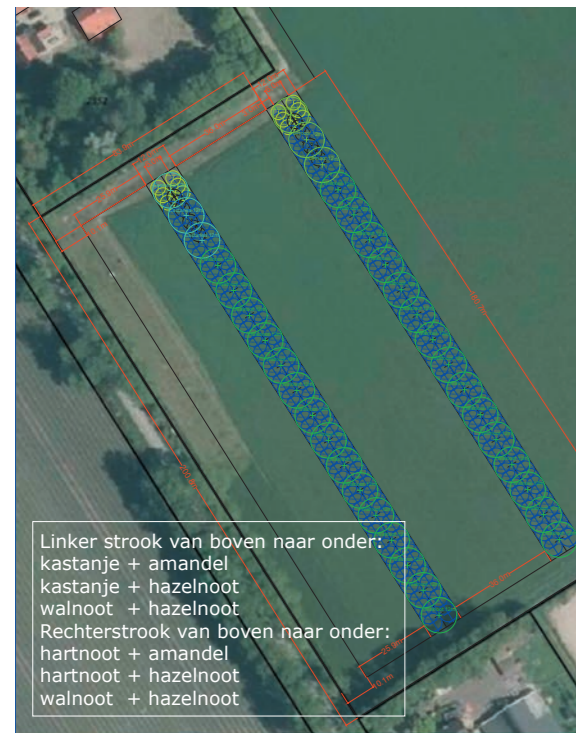 Linker strook van boven naar onder:
kastanje + amandel
kastanje + hazelnoot
walnoot + hazelnoot
Rechterstrook van boven naar onder:
hartnoot + amandel
hartnoot + hazelnoot
walnoot + hazelnoot